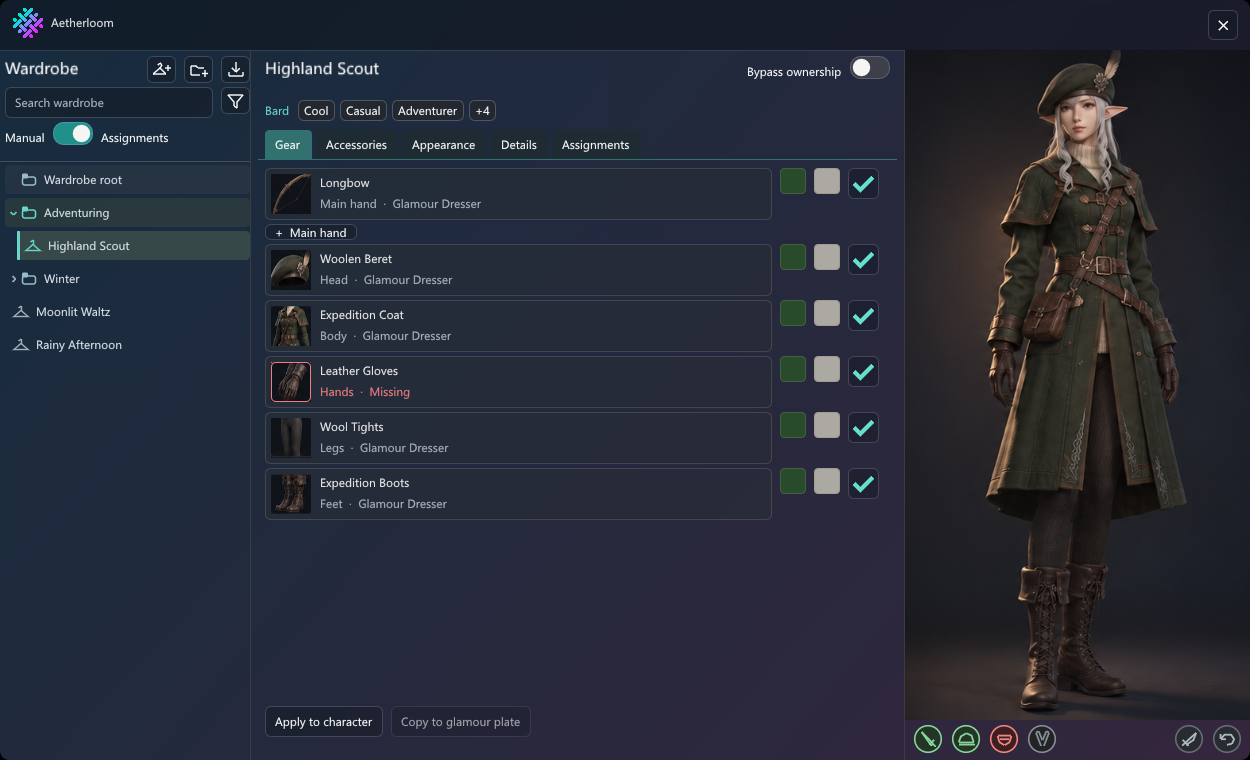 Aetherloom
Wardrobe
Search wardrobe
Manual Assignments
Wardrobe root
Adventuring
Highland Scout
Winter
Moonlit Waltz
Rainy Afternoon
Highland Scout
Bypass ownership
Bard Cool Casual Adventurer +4
Gear Accessories Appearance Details Assignments
Longbow
Main hand · Glamour Dresser
+ Main hand
Woolen Beret
Head · Glamour Dresser
Expedition Coat
Body · Glamour Dresser
Leather Gloves
Hands · Missing
Wool Tights
Legs · Glamour Dresser
Expedition Boots
Feet · Glamour Dresser
Apply to character Copy to glamour plate